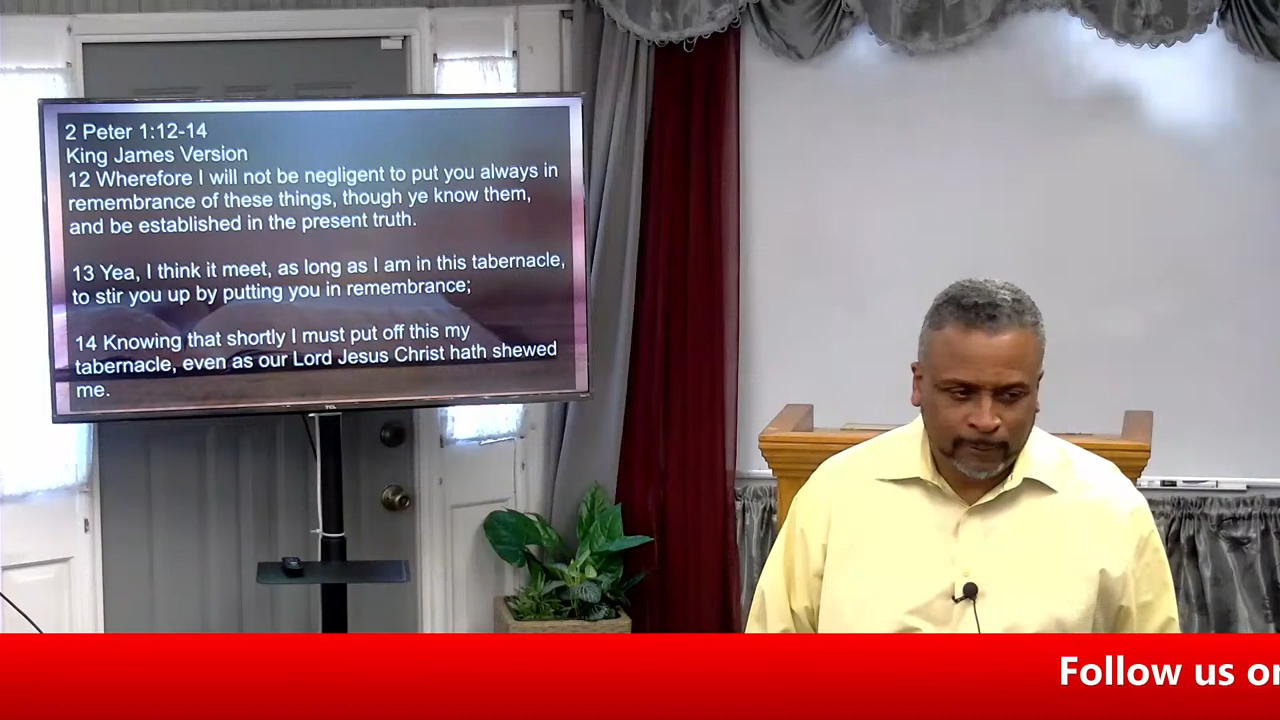 2 Peter 1:12-14
King James Version
12 Wherefore I will not be negligent to put you always in
remembrance of these things, though ye know them,
and be established in the present truth.
13 Yea, I think it meet, as long as I am in this tabernacle,
to stir you up by putting you in remembrance;
14 Knowing that shortly I must put off this my
tabernacle, even as our Lord Jesus Christ hath shewed
me.
TCL
Follow us on